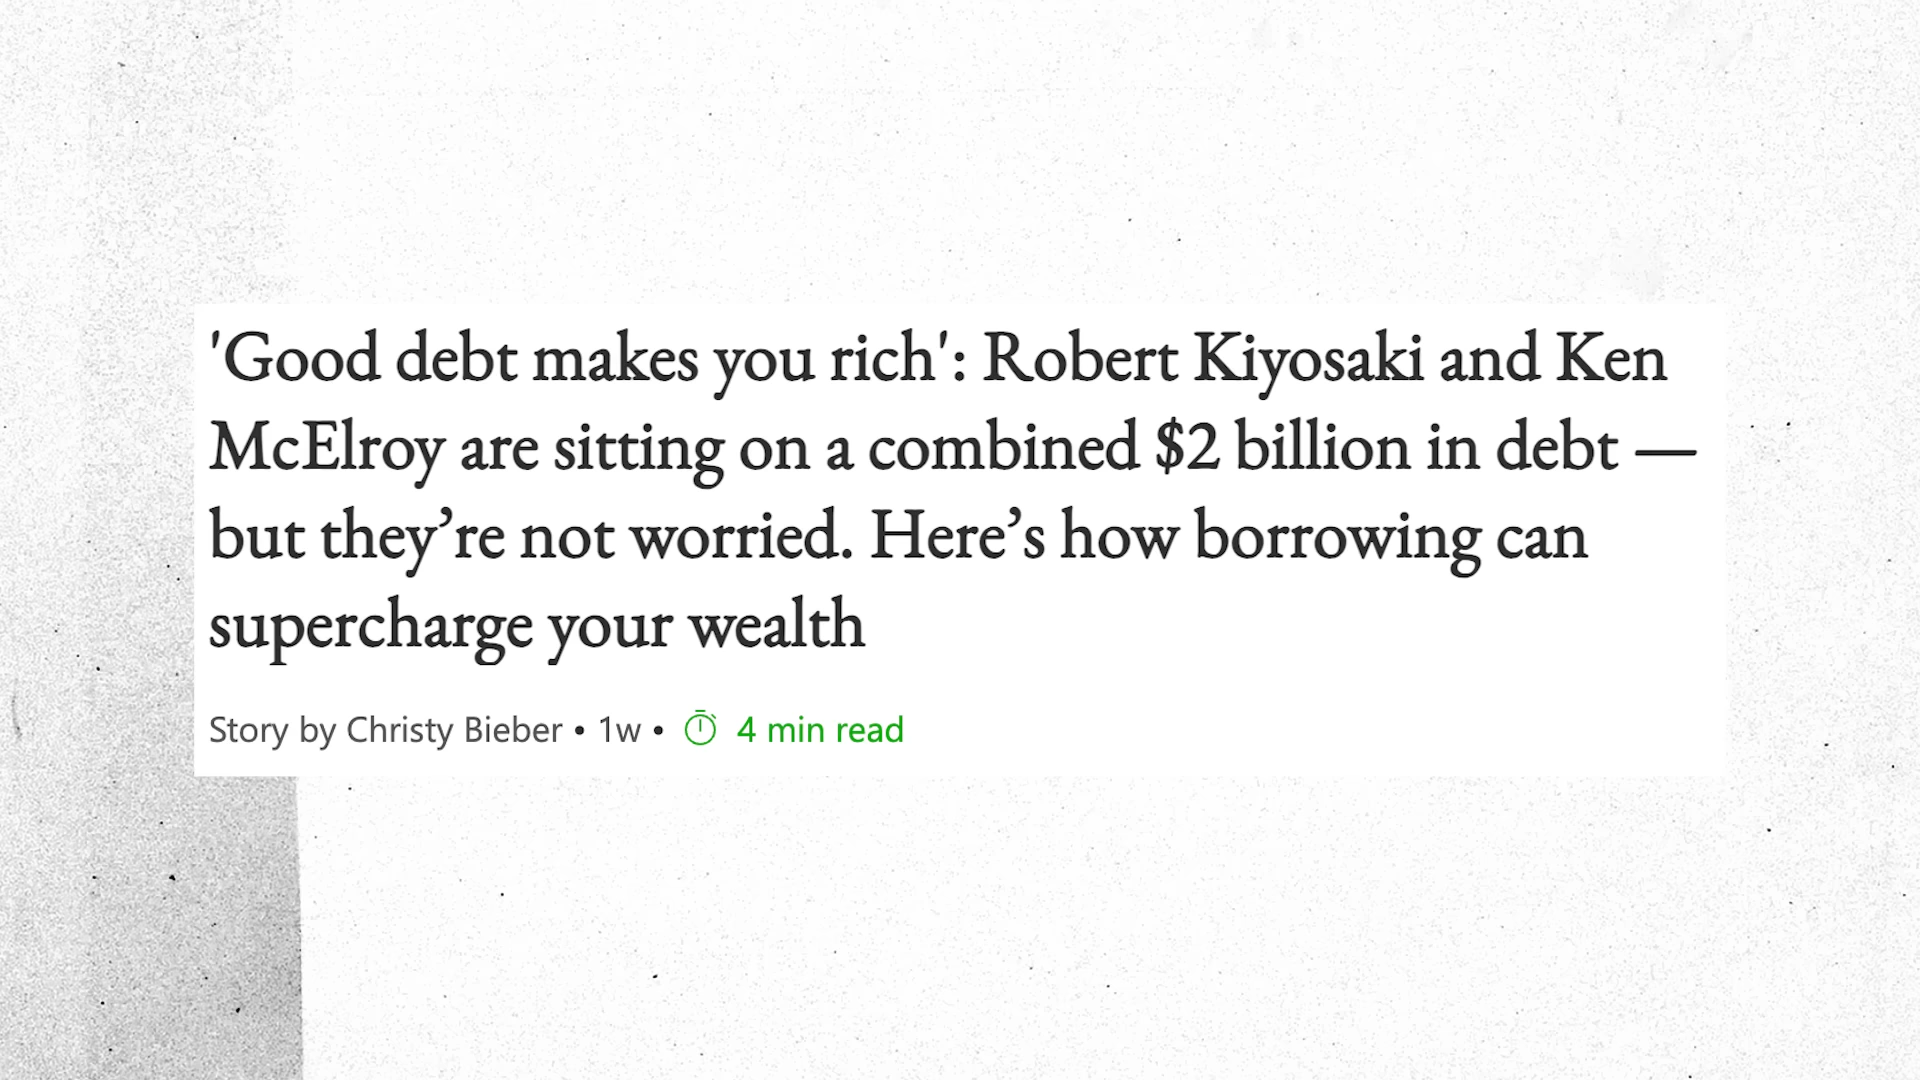 'Good debt makes you rich': Robert Kiyosaki and Ken
McElroy are sitting on a combined $2 billion in debt —
but they’re not worried. Here’s how borrowing can
supercharge your wealth
Story by Christy Bieber • 1w • 4 min read